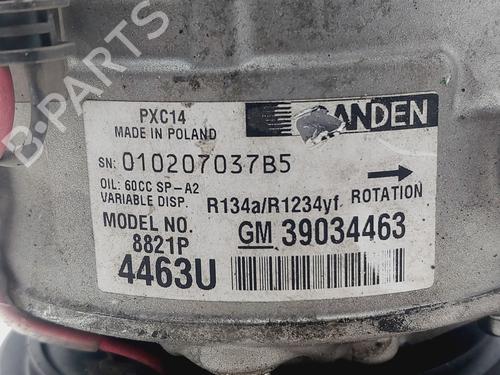 B-PARTS
PXC14
MADE IN POLAND
ANDEN
SN: 010207037B5
OIL: 60CC SP-A2
VARIABLE DISP.
R134a/R1234yf
ROTATION
MODEL NO.
8821P
GM 39034463
4463U